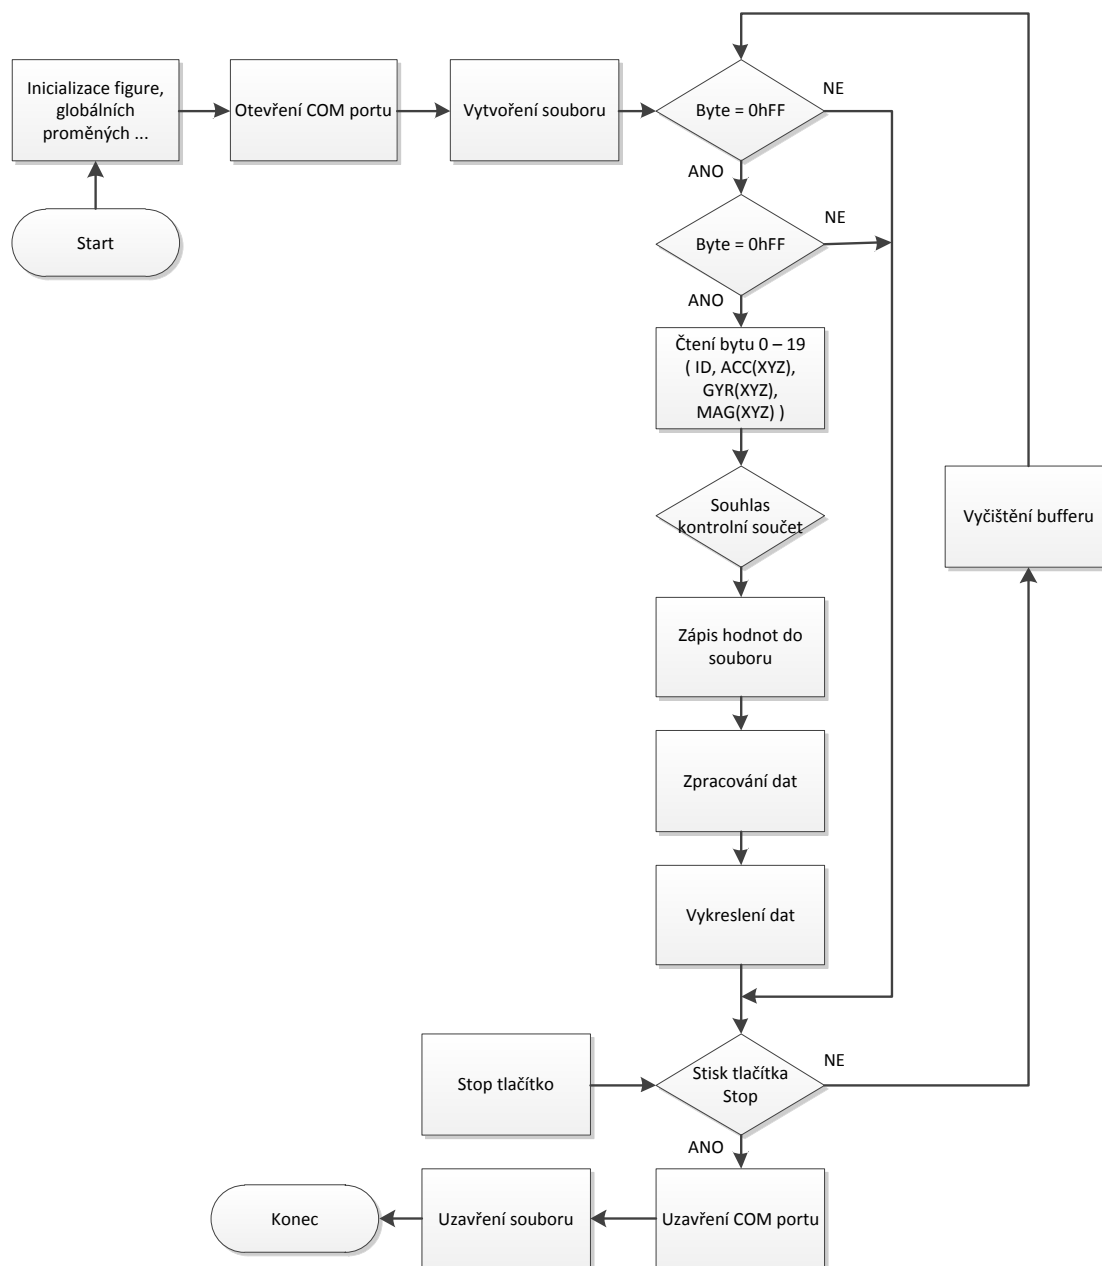 Inicializace figure,
globálních
proměných ...
Otevření COM portu
Vytvoření souboru
Byte = 0hFF
NE
ANO
Start
Byte = 0hFF
NE
ANO
Čtení bytu 0 – 19
( ID, ACC(XYZ),
GYR(XYZ),
MAG(XYZ) )
Souhlas
kontrolní součet
Vyčištění bufferu
Zápis hodnot do
souboru
Zpracování dat
Vykreslení dat
Stop tlačítko
Stisk tlačítka
Stop
NE
ANO
Konec
Uzavření souboru
Uzavření COM portu